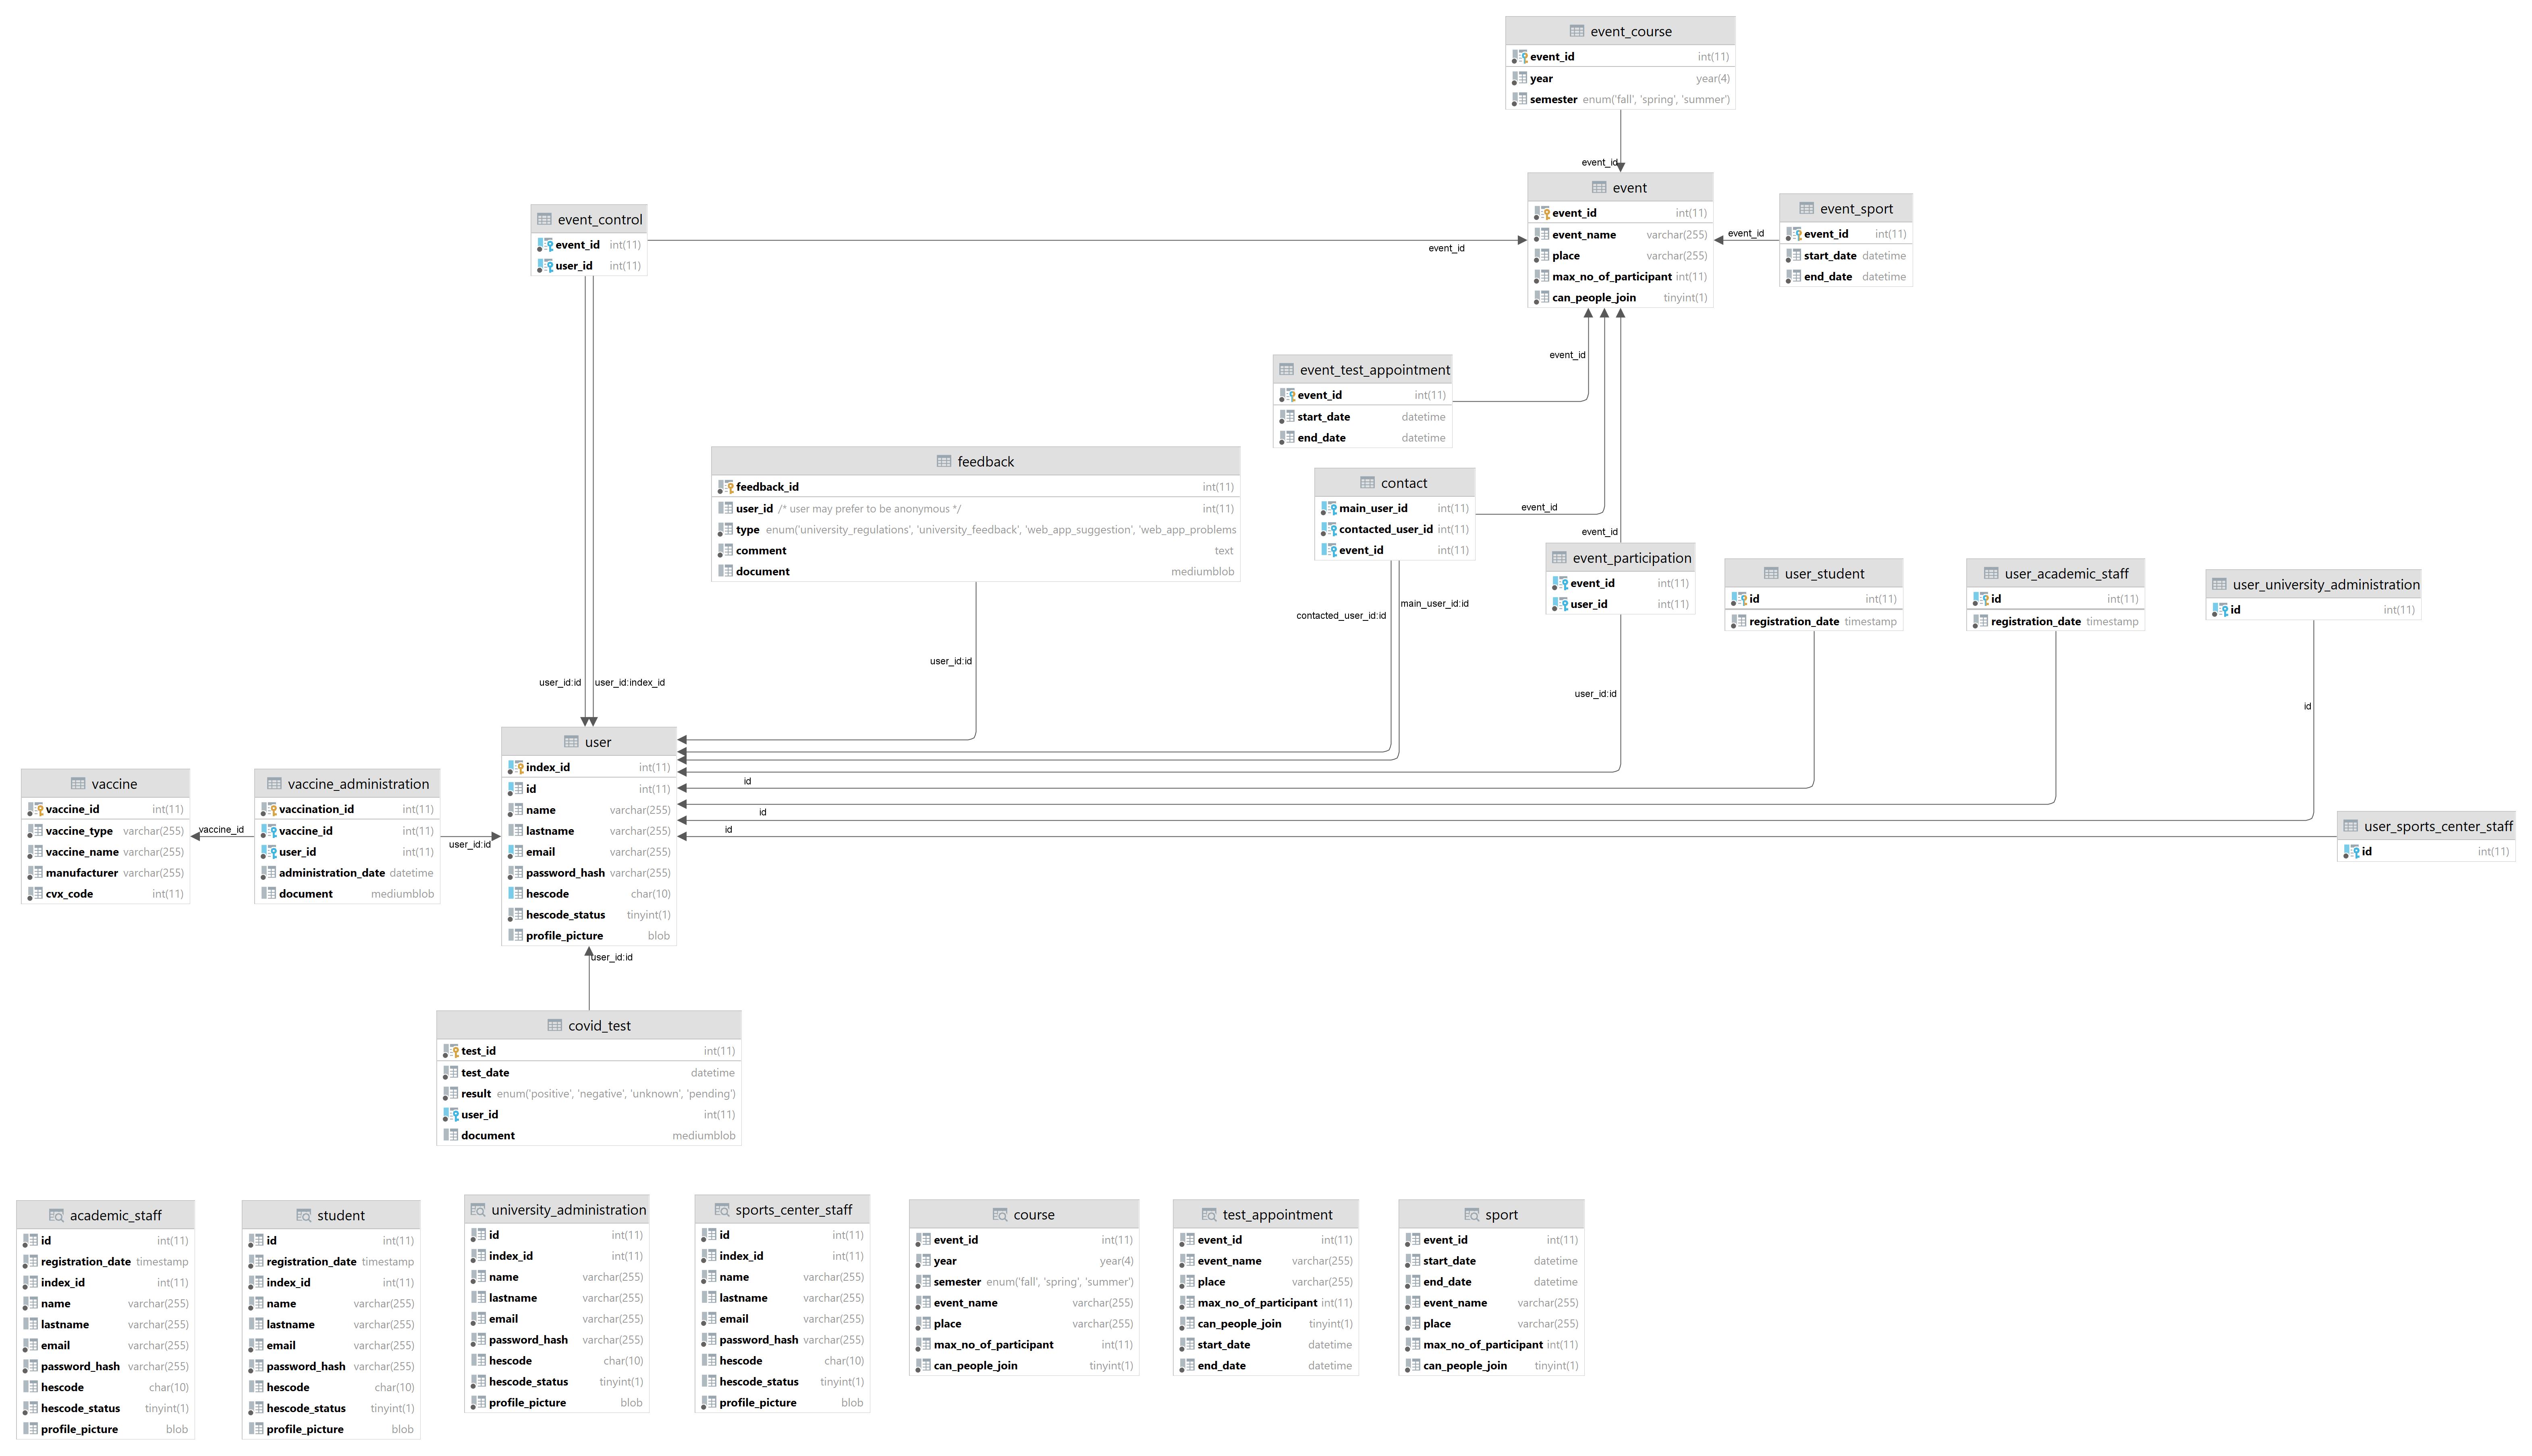 event_course
event_id int(11)
year year(4)
semester enum('fall', 'spring', 'summer')
event_id
event
event_id int(11)
event_name varchar(255)
place varchar(255)
max_no_of_participant int(11)
can_people_join tinyint(1)
event_sport
event_id int(11)
start_date datetime
end_date datetime
event_id
event_control
event_id int(11)
user_id int(11)
event_id
event_test_appointment
event_id int(11)
start_date datetime
end_date datetime
event_id
feedback
feedback_id int(11)
user_id /* user may prefer to be anonymous */ int(11)
type enum('university_regulations', 'university_feedback', 'web_app_suggestion', 'web_app_problems
comment text
document mediumblob
contact
main_user_id int(11)
contacted_user_id int(11)
event_id int(11)
event_id
event_id
event_participation
event_id int(11)
user_id int(11)
user_student
id int(11)
registration_date timestamp
user_academic_staff
id int(11)
registration_date timestamp
user_university_administration
id int(11)
contacted_user_id:id
main_user_id:id
user_id:id
user_id:id
user_id:index_id
user_id:id
id
user
index_id int(11)
id int(11)
name varchar(255)
lastname varchar(255)
email varchar(255)
password_hash varchar(255)
hescode char(10)
hescode_status tinyint(1)
profile_picture blob
id
id
id
vaccine
vaccine_id int(11)
vaccine_type varchar(255)
vaccine_name varchar(255)
manufacturer varchar(255)
cvx_code int(11)
vaccine_id
vaccine_administration
vaccination_id int(11)
vaccine_id int(11)
user_id int(11)
administration_date datetime
document mediumblob
user_id:id
user_sports_center_staff
id int(11)
user_id:id
covid_test
test_id int(11)
test_date datetime
result enum('positive', 'negative', 'unknown', 'pending')
user_id int(11)
document mediumblob
academic_staff
id int(11)
registration_date timestamp
index_id int(11)
name varchar(255)
lastname varchar(255)
email varchar(255)
password_hash varchar(255)
hescode char(10)
hescode_status tinyint(1)
profile_picture blob
student
id int(11)
registration_date timestamp
index_id int(11)
name varchar(255)
lastname varchar(255)
email varchar(255)
password_hash varchar(255)
hescode char(10)
hescode_status tinyint(1)
profile_picture blob
university_administration
id int(11)
index_id int(11)
name varchar(255)
lastname varchar(255)
email varchar(255)
password_hash varchar(255)
hescode char(10)
hescode_status tinyint(1)
profile_picture blob
sports_center_staff
id int(11)
index_id int(11)
name varchar(255)
lastname varchar(255)
email varchar(255)
password_hash varchar(255)
hescode char(10)
hescode_status tinyint(1)
profile_picture blob
course
event_id int(11)
year year(4)
semester enum('fall', 'spring', 'summer')
event_name varchar(255)
place varchar(255)
max_no_of_participant int(11)
can_people_join tinyint(1)
test_appointment
event_id int(11)
event_name varchar(255)
place varchar(255)
max_no_of_participant int(11)
can_people_join tinyint(1)
start_date datetime
end_date datetime
sport
event_id int(11)
start_date datetime
end_date datetime
event_name varchar(255)
place varchar(255)
max_no_of_participant int(11)
can_people_join tinyint(1)